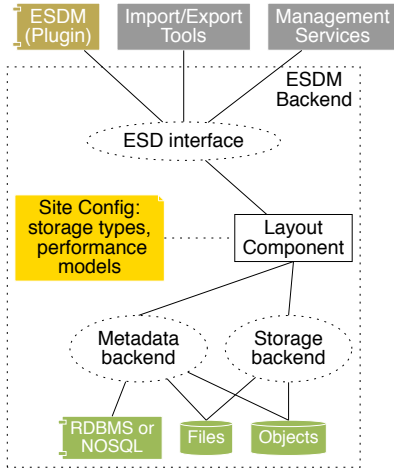 ESDM
(Plugin)
Import/Export
Tools
Management
Services
ESDM
Backend
ESD interface
Site Config:
storage types,
performance
models
Layout
Component
Metadata
backend
Storage
backend
RDBMS or
NOSQL
Files
Objects